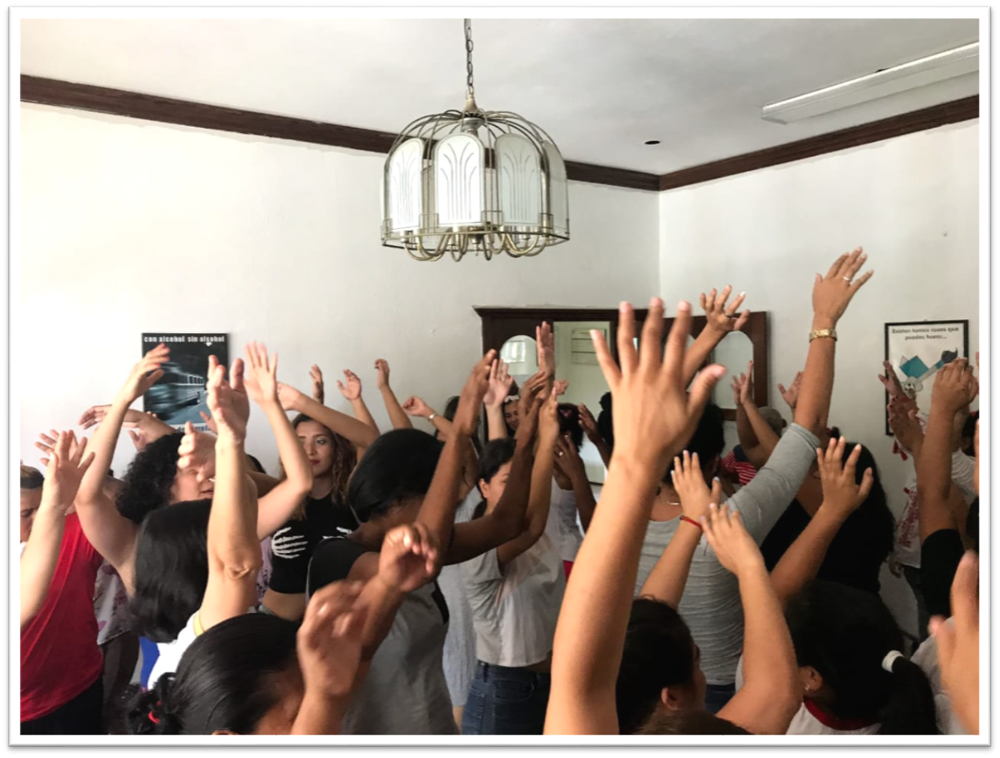 con alcohol sin alcohol
Existen tantas cosas que
puedes hacer...